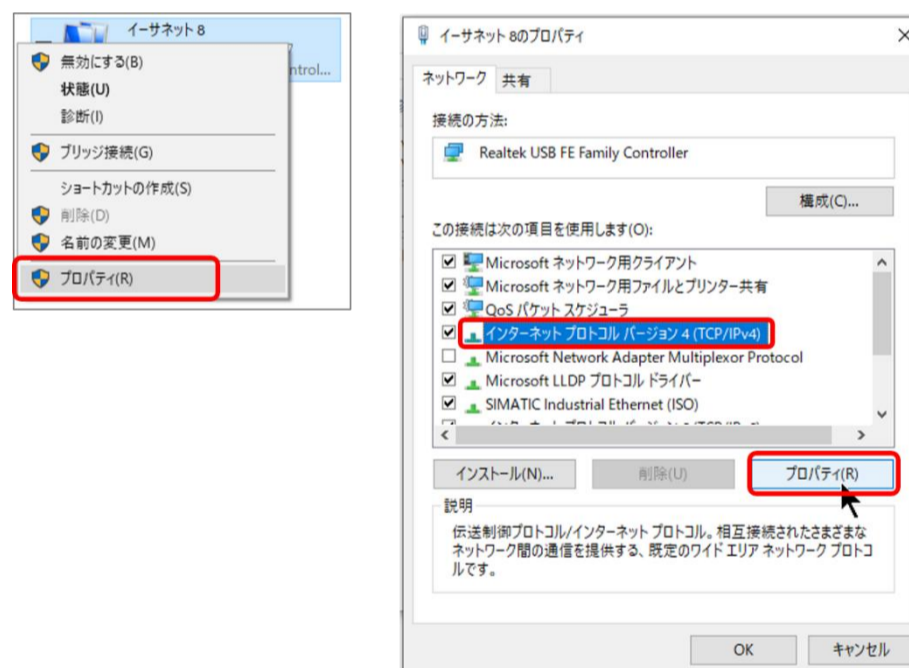 イーサネット 8
ntrol...
無効にする(B)
状態(U)
診断(I)
ブリッジ接続(G)
ショートカットの作成(S)
削除(D)
名前の変更(M)
プロパティ(R)
イーサネット 8のプロパティ
ネットワーク 共有
接続の方法:
Realtek USB FE Family Controller
構成(C)...
この接続は次の項目を使用します(O):
Microsoft ネットワーク用クライアント
Microsoft ネットワーク用ファイルとプリンター共有
QoS パケット スケジューラ
インターネット プロトコル バージョン 4 (TCP/IPv4)
Microsoft Network Adapter Multiplexor Protocol
Microsoft LLDP プロトコル ドライバー
SIMATIC Industrial Ethernet (ISO)
インストール(N)... 削除(U) プロパティ(R)
説明
伝送制御プロトコル/インターネット プロトコル。相互接続されたさまざまな
ネットワーク間の通信を提供する、既定のワイド エリア ネットワーク プロトコ
ルです。
OK キャンセル